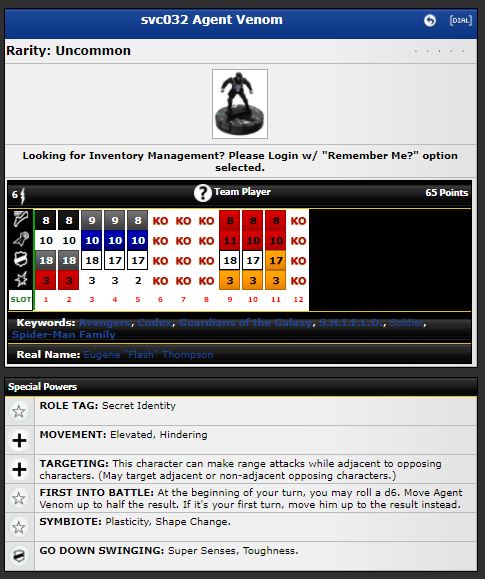 svc032 Agent Venom
[DIAL]
Rarity: Uncommon
Looking for Inventory Management? Please Login w/ "Remember Me?" option
selected.
6 ? Team Player 65 Points
8 8 9 9 8 KO KO KO 8 8 8 KO
10 10 10 10 10 KO KO KO 11 10 10 KO
18 18 18 17 17 KO KO KO 18 17 17 KO
3 3 3 3 2 KO KO KO 3 3 3 KO
SLOT 1 2 3 4 5 6 7 8 9 10 11 12
Keywords: Avengers, Codex, Guardians of the Galaxy, S.H.I.E.L.D., Soldier,
Spider-Man Family
Real Name: Eugene "Flash" Thompson
Special Powers
ROLE TAG: Secret Identity
MOVEMENT: Elevated, Hindering
TARGETING: This character can make range attacks while adjacent to opposing
characters. (May target adjacent or non-adjacent opposing characters.)
FIRST INTO BATTLE: At the beginning of your turn, you may roll a d6. Move Agent
Venom up to half the result. If it's your first turn, move him up to the result instead.
SYMBIOTE: Plasticity, Shape Change.
GO DOWN SWINGING: Super Senses, Toughness.